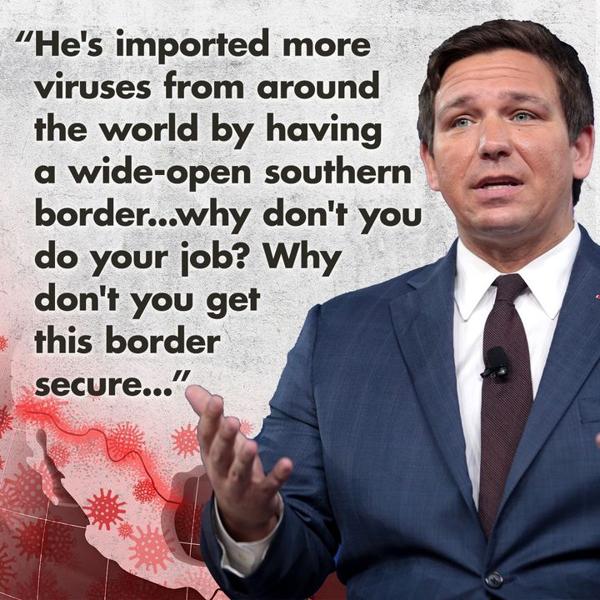 “He's imported more
viruses from around
the world by having
a wide-open southern
border...why don't you
do your job? Why
don't you get
this border
secure...”